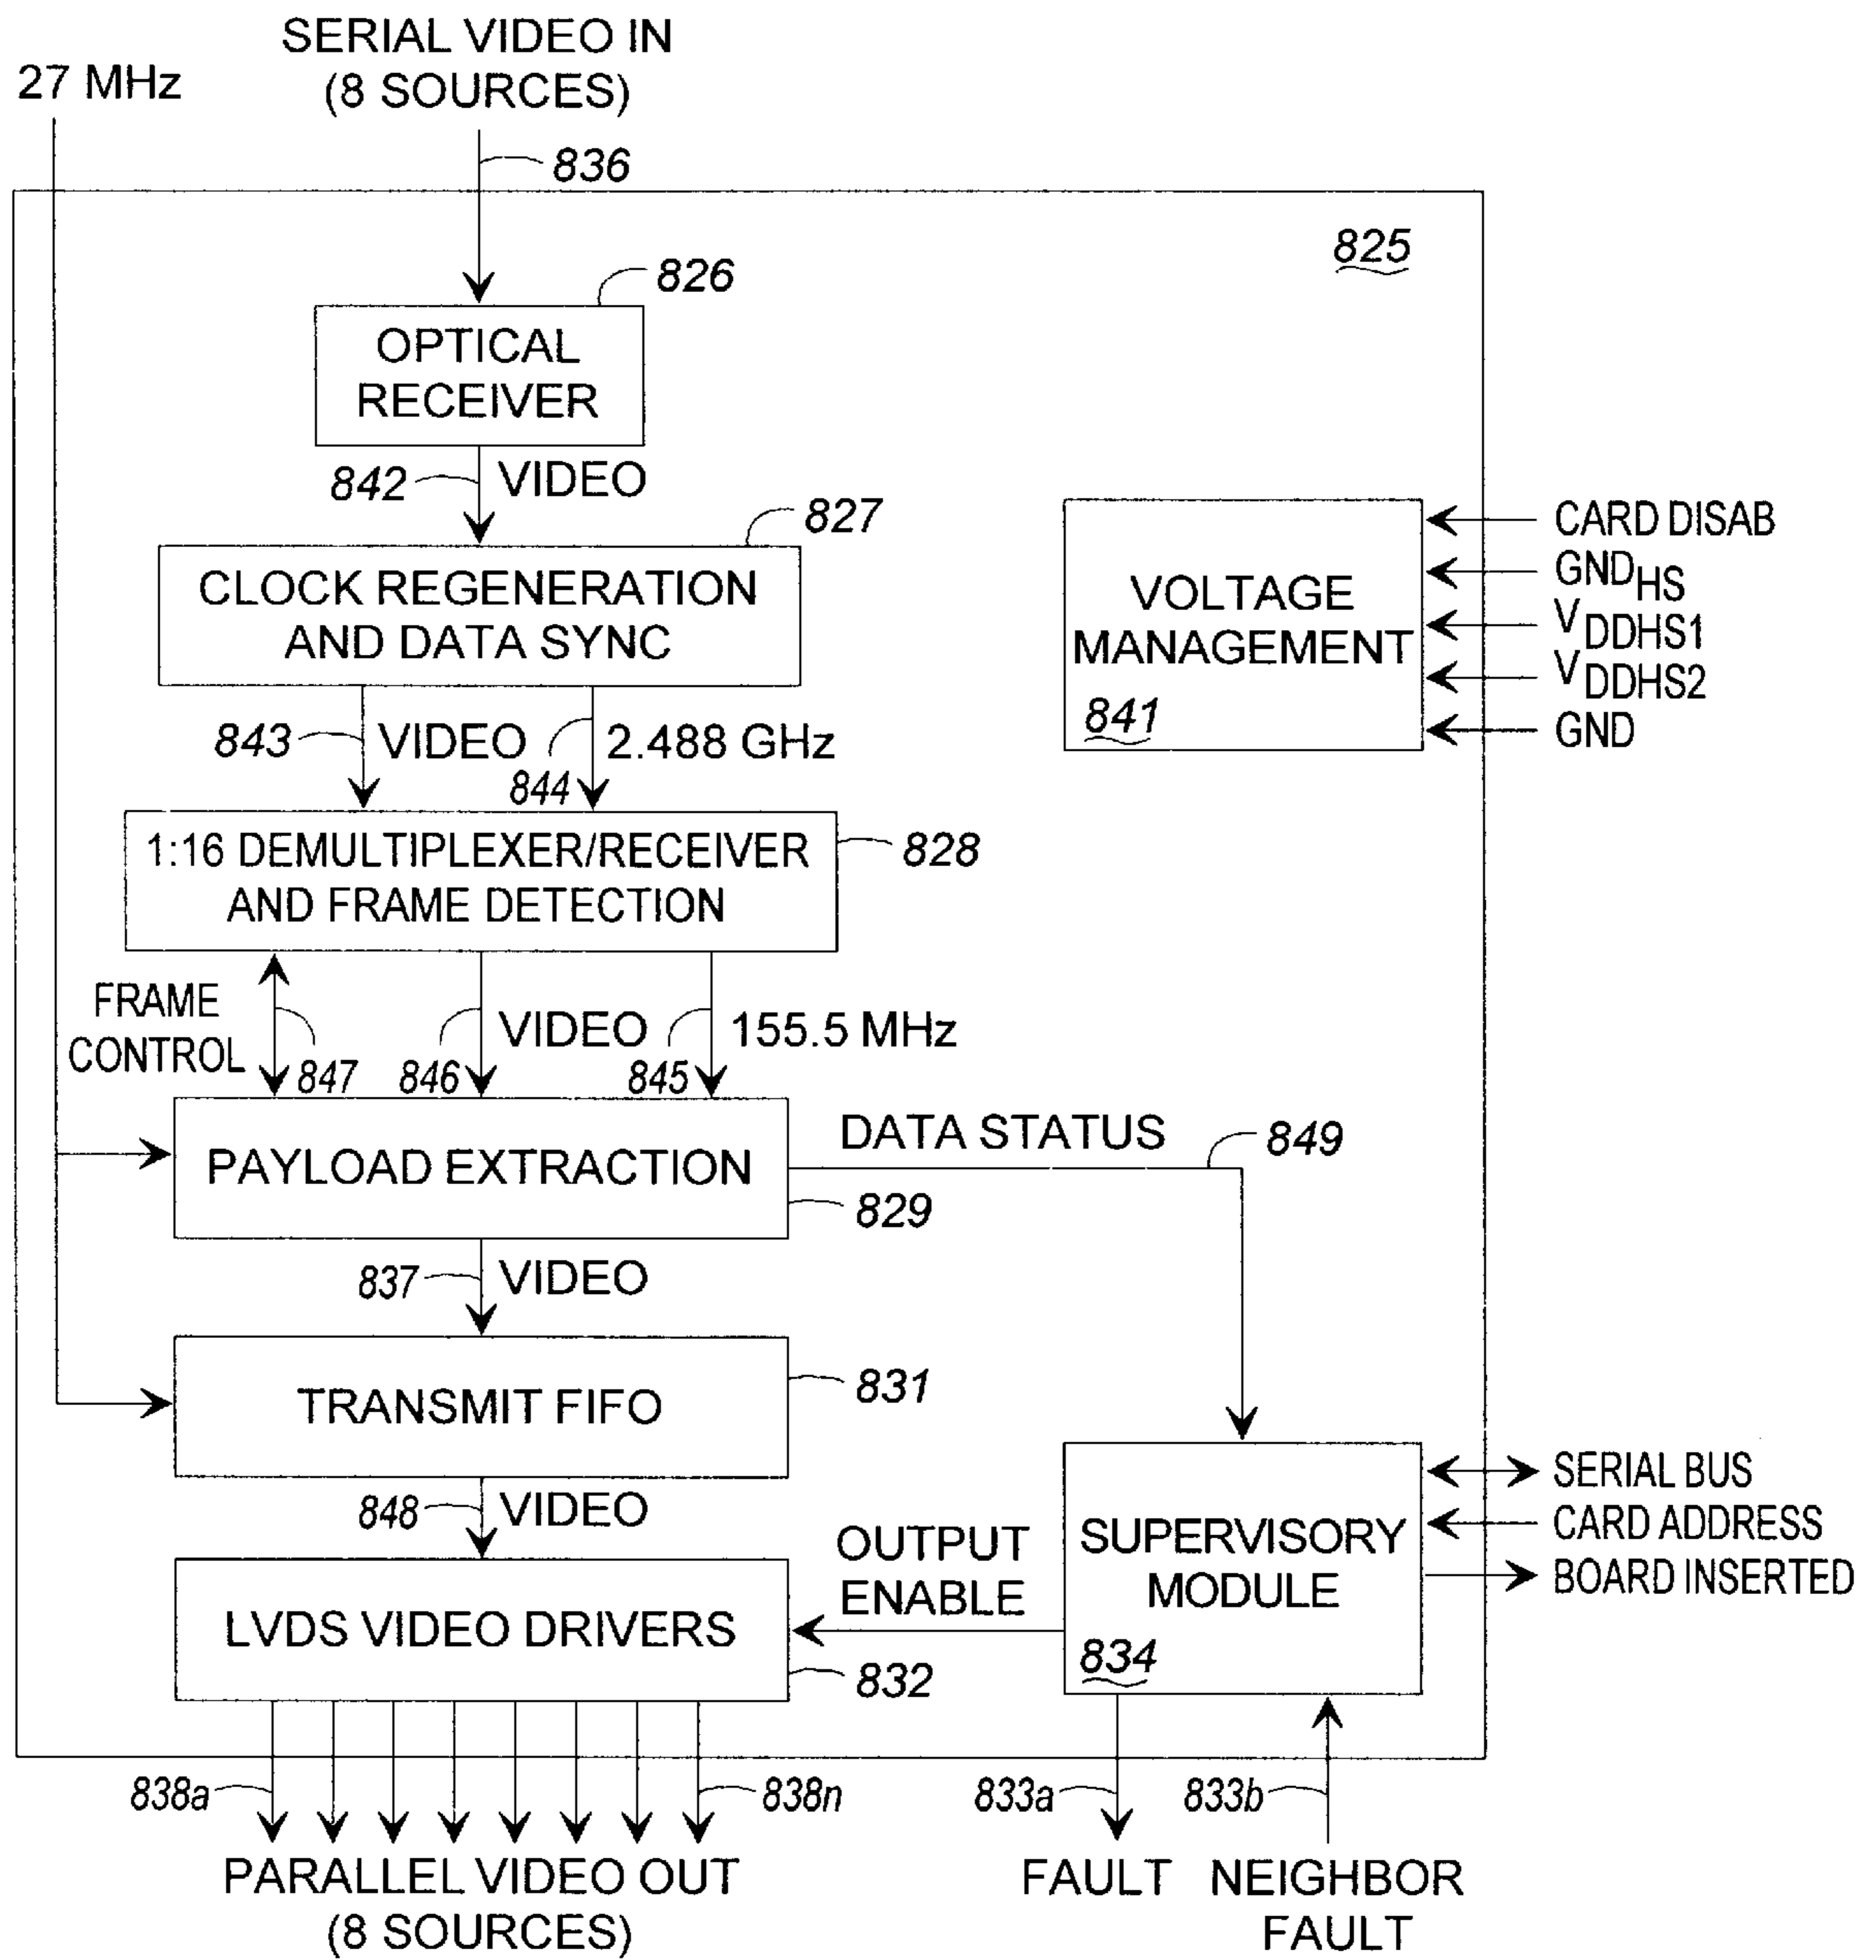 SERIAL VIDEO IN
(8 SOURCES)
27 MHz
836
825
826
OPTICAL
RECEIVER
842
VIDEO
827
CLOCK REGENERATION
AND DATA SYNC
CARD DISAB
GNDHS
VDDHS1
VDDHS2
GND
VOLTAGE
MANAGEMENT
841
843
VIDEO
844
2.488 GHz
1:16 DEMULTIPLEXER/RECEIVER
AND FRAME DETECTION
828
FRAME
CONTROL
847
846
VIDEO
845
155.5 MHz
PAYLOAD EXTRACTION
829
DATA STATUS
849
837
VIDEO
TRANSMIT FIFO
831
848
VIDEO
LVDS VIDEO DRIVERS
832
OUTPUT
ENABLE
SUPERVISORY
MODULE
834
SERIAL BUS
CARD ADDRESS
BOARD INSERTED
838a
838n
833a
833b
PARALLEL VIDEO OUT
(8 SOURCES)
FAULT
NEIGHBOR
FAULT